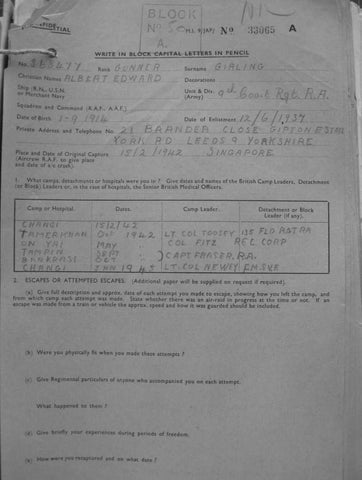 CONFIDENTIAL
BLOCK
No 5
M.I. 9/JAP/ No 33065 A
A.
WRITE IN BLOCK CAPITAL LETTERS IN PENCIL
No. Rank GUNNER Surname GIRLING
Christian Names ALBERT EDWARD Decorations
Ship (R.N., U.S.N. or Merchant Navy) Unit & Div. (Army) 9th Coast Rgt. R.A.
Squadron and Command (R.A.F., A.A.F.)
Date of Birth 1-9 1914 Date of Enlistment 12/6/1939
Private Address and Telephone No. 21 BRANDER CLOSE GIPTON ESTATE
YORK RD LEEDS 9 YORKSHIRE
Place and Date of Original Capture 15/2/1942 SINGAPORE
(Aircrew R.A.F. to give place
and date of a/c crash.)
1. What camps, detachments or hospitals were you in? Give dates and names of the British Camp Leaders, Detachment
(or Block) Leaders or, in the case of hospitals, the Senior British Medical Officers.
Camp or Hospital. Dates. Camp Leader. Detachment or Block Leader (if any).
CHANGI 15/2/42
TAMERKHAN Oct 1942 LT. COL TOOSEY 135 FLD RGT RA
MAY COL FITZ REC CORP
SEPT
OCT ) CAPT FRASER, R.A.
CHANGI JAN 1945 LT. COL NEWEY
2. ESCAPES OR ATTEMPTED ESCAPES. (Additional paper will be supplied on request if required).
(a) Give full description and approx. date of each attempt you made to escape, showing how you left the camp, and
from which camp each attempt was made. State whether there was an air-raid in progress at the time or not. If an
escape was made from a train or vehicle the approx. speed and how it was guarded should be included.
(b) Were you physically fit when you made these attempts?
(c) Give Regimental particulars of anyone who accompanied you on each attempt.
What happened to them?
(d) Give briefly your experiences during periods of freedom.
(e) How were you recaptured and on what date?